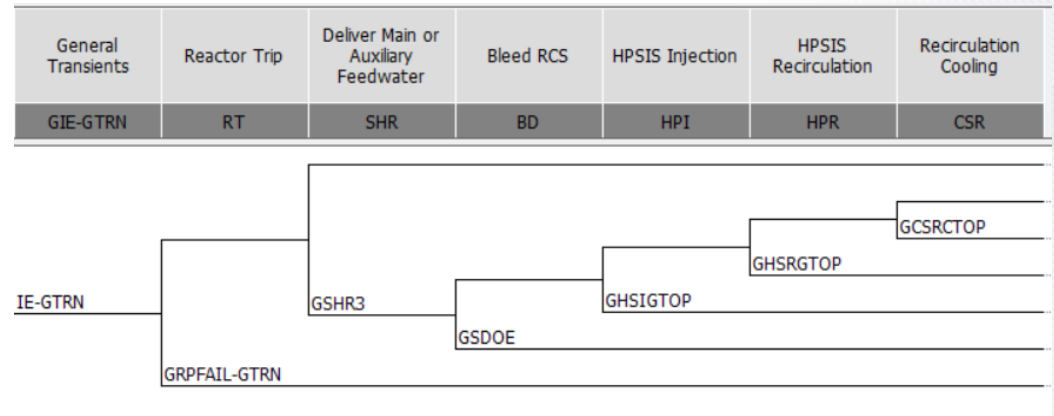 General
Transients
Reactor Trip
Deliver Main or
Auxiliary
Feedwater
Bleed RCS
HPSIS Injection
HPSIS
Recirculation
Recirculation
Cooling
GIE-GTRN
RT
SHR
BD
HPI
HPR
CSR
GCSRCTOP
GHSRGTOP
IE-GTRN
GSHR3
GHSIGTOP
GSDOE
GRPFAIL-GTRN